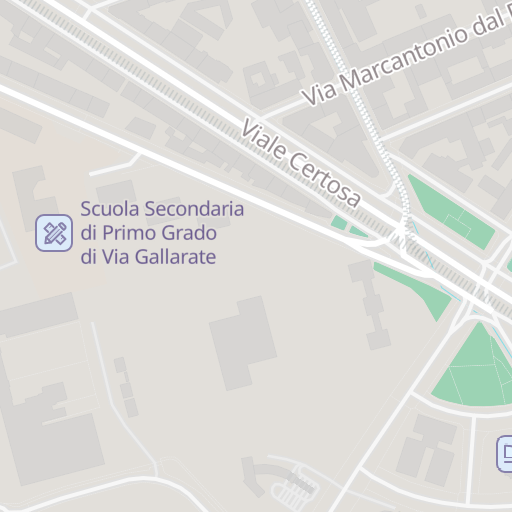 Via Marcantonio dal
Viale Certosa
Scuola Secondaria
di Primo Grado
di Via Gallarate